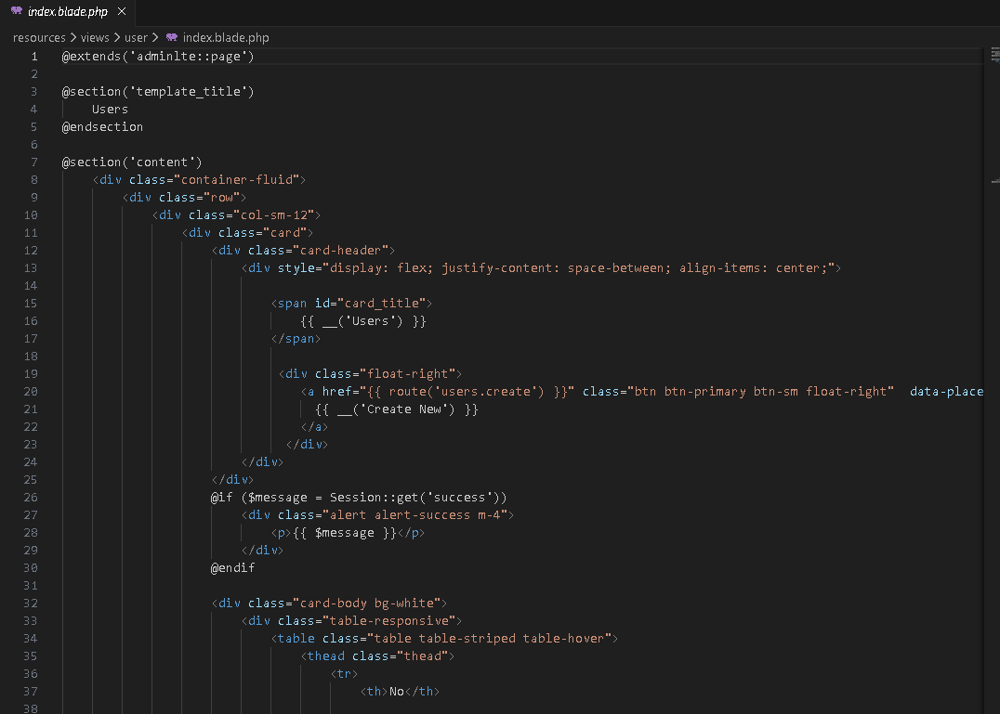 index.blade.php
resources > views > user > index.blade.php
1 @extends('adminlte::page')
2
3 @section('template_title')
4 Users
5 @endsection
6
7 @section('content')
8 <div class="container-fluid">
9 <div class="row">
10 <div class="col-sm-12">
11 <div class="card">
12 <div class="card-header">
13 <div style="display: flex; justify-content: space-between; align-items: center;">
14
15 <span id="card_title">
16 {{ __('Users') }}
17 </span>
18
19 <div class="float-right">
20 <a href="{{ route('users.create') }}" class="btn btn-primary btn-sm float-right"  data-place
21 {{ __('Create New') }}
22 </a>
23 </div>
24 </div>
25 </div>
26 @if ($message = Session::get('success'))
27 <div class="alert alert-success m-4">
28 <p>{{ $message }}</p>
29 </div>
30 @endif
31
32 <div class="card-body bg-white">
33 <div class="table-responsive">
34 <table class="table table-striped table-hover">
35 <thead class="thead">
36 <tr>
37 <th>No</th>
38